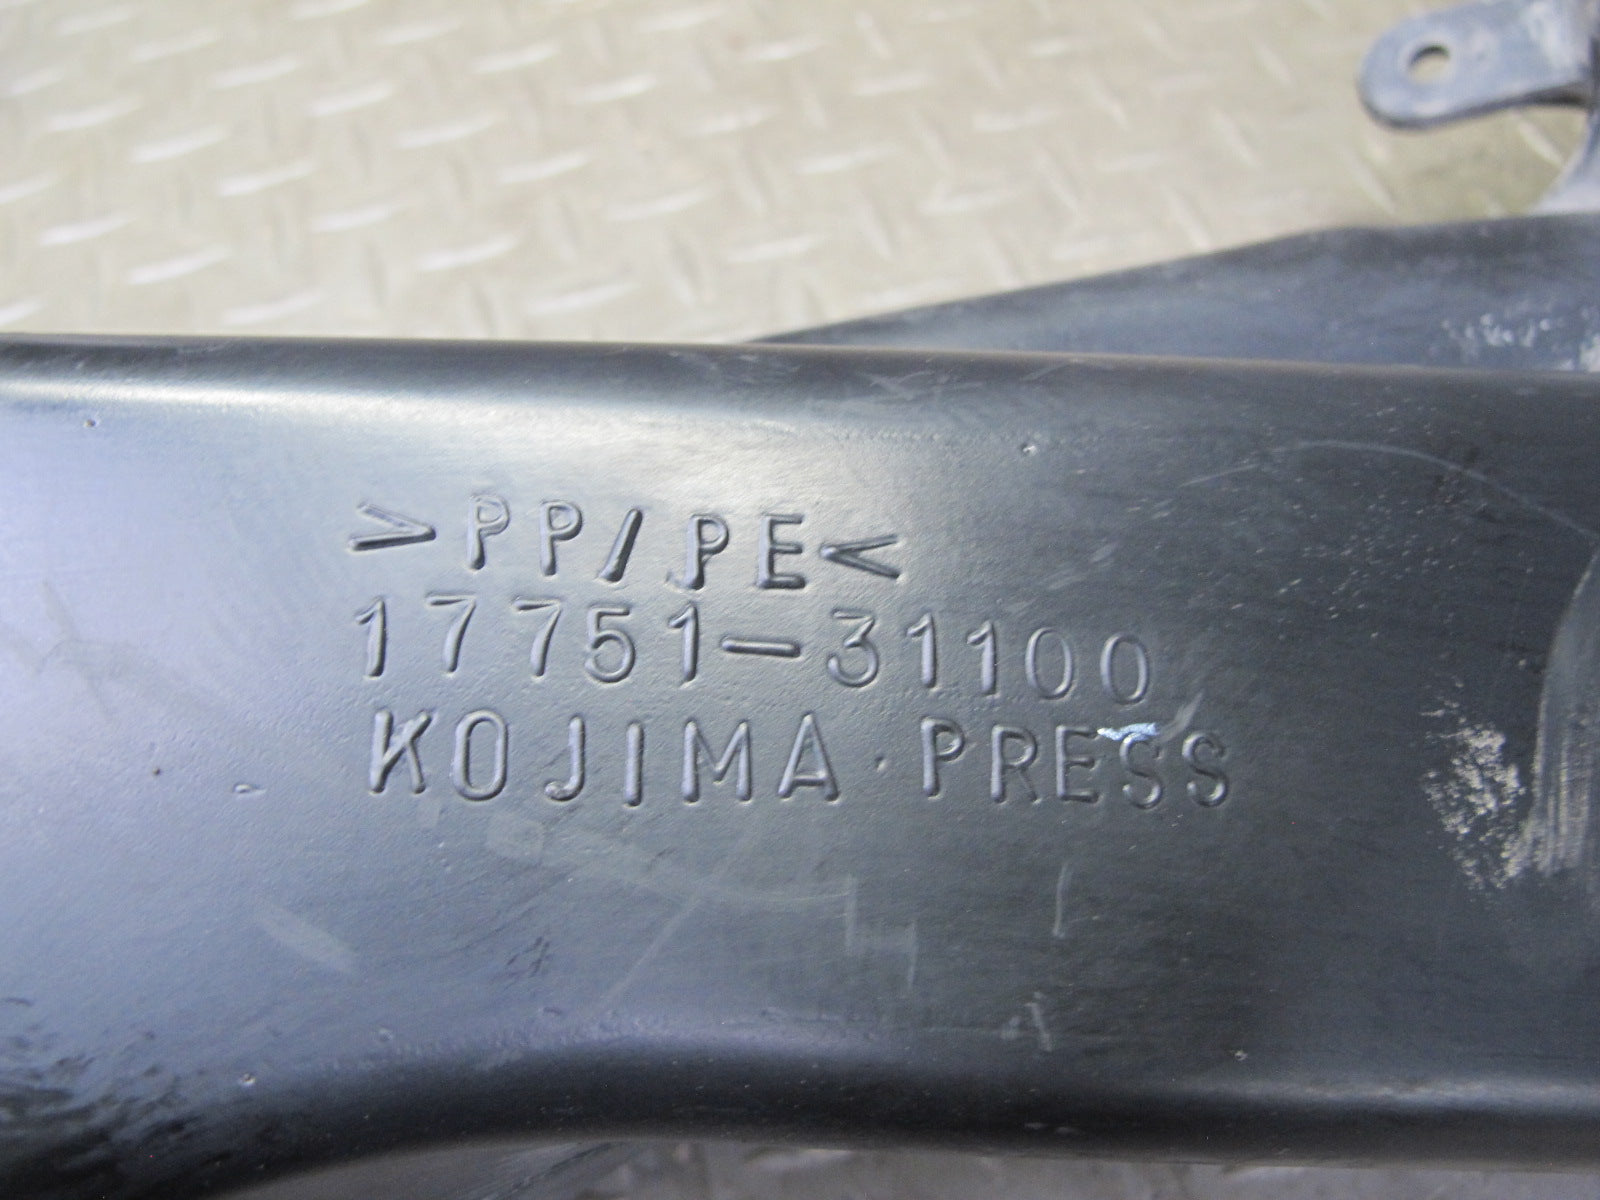 >PP/PE<
17751-31100
KOJIMA·PRESS